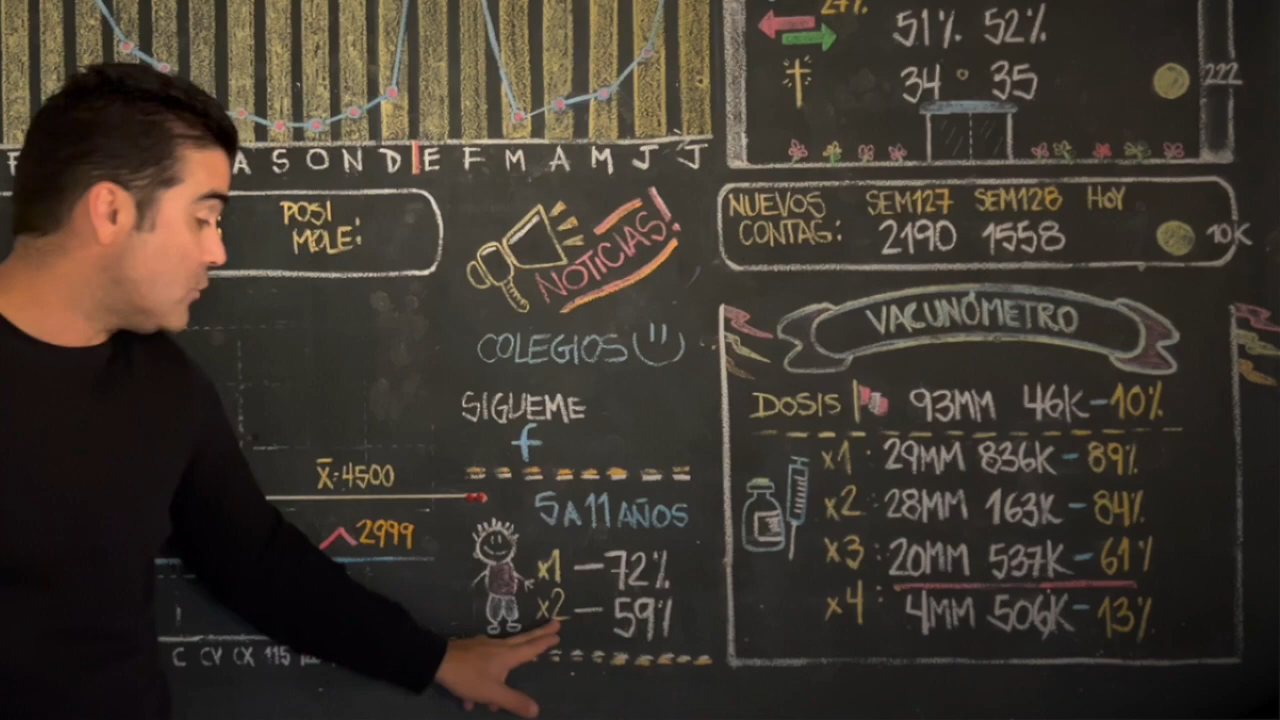 27%
51% 52%
34 35
222
F A S O N D E F M A M J J
POSI
MOLE:
NOTICIAS!
NUEVOS SEM127 SEM128 HOY
CONTAG: 2190 1558
10K
VACUNÓMETRO
COLEGIOS
SIGUEME
f
DOSIS 93MM 46K-10%
x1: 29MM 836K-89%
x2: 28MM 163K-84%
x3: 20MM 537K-61%
x4: 4MM 506K-13%
X:4500
2999
5 A 11 AÑOS
x1 - 72%
x2 - 59%
C CV CX 115